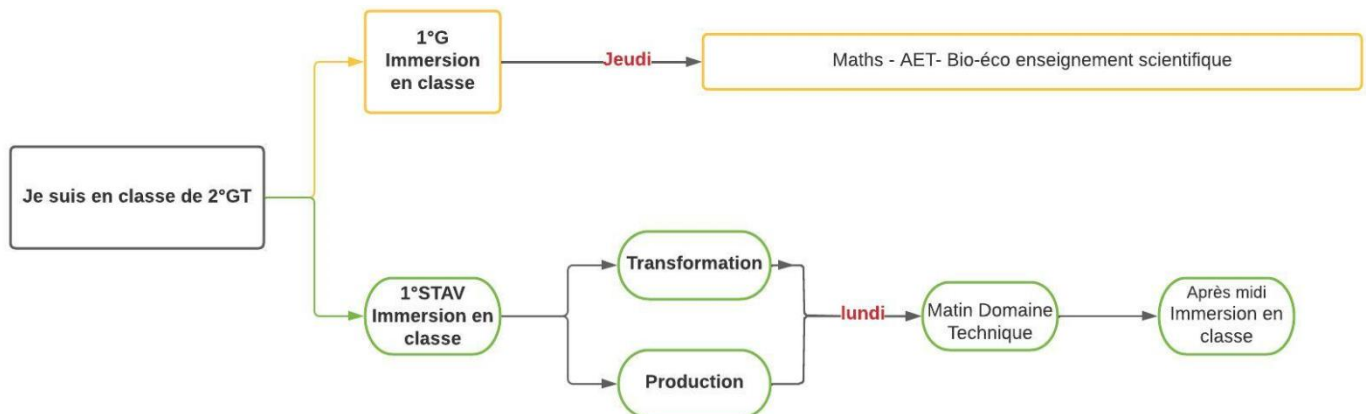 1°G
Immersion
en classe
Jeudi
Maths - AET- Bio-éco enseignement scientifique
Je suis en classe de 2°GT
1°STAV
Immersion en
classe
Transformation
Production
lundi
Matin Domaine
Technique
Après midi
Immersion en
classe